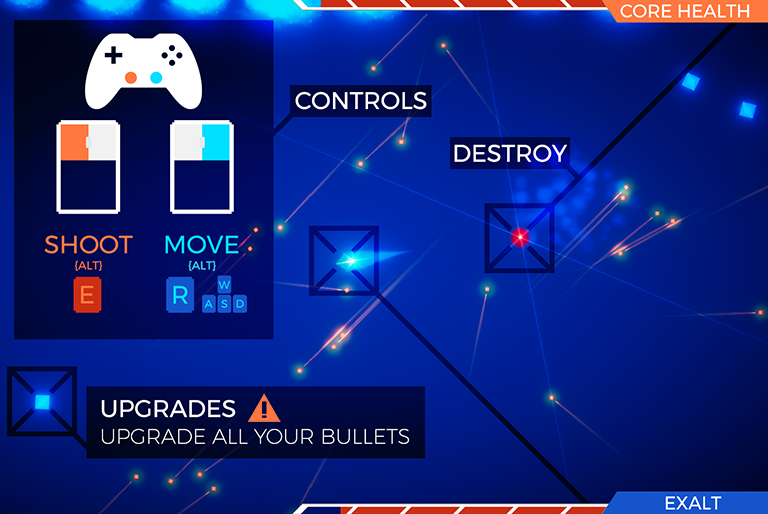 CORE HEALTH
CONTROLS
DESTROY
SHOOT
{ALT}
E
MOVE
{ALT}
R
W
A S D
UPGRADES !
UPGRADE ALL YOUR BULLETS
EXALT